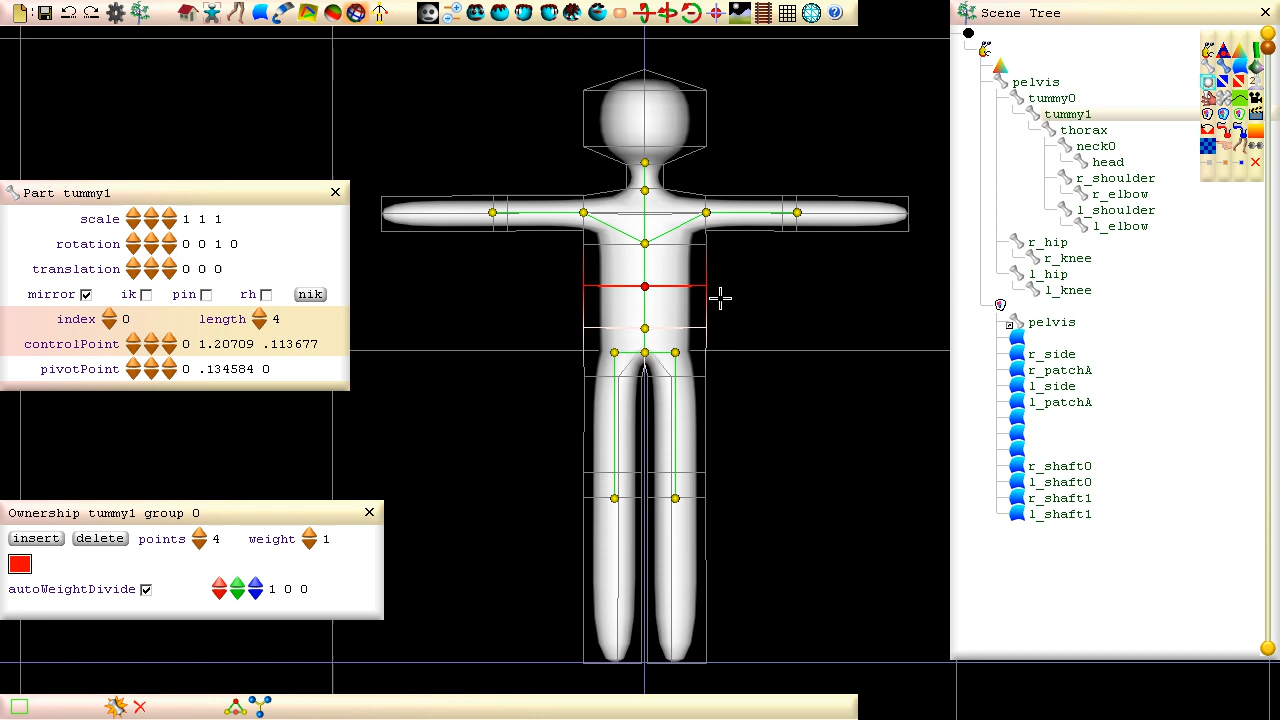 Scene Tree
pelvis
tummy0
tummy1
thorax
neck0
head
r_shoulder
r_elbow
l_shoulder
l_elbow
r_hip
r_knee
l_hip
l_knee
pelvis
r_side
r_patchA
l_side
l_patchA
r_shaft0
l_shaft0
r_shaft1
l_shaft1
Part tummy1
scale 1 1 1
rotation 0 0 1 0
translation 0 0 0
mirror ik pin rh nik
index 0 length 4
controlPoint 0 1.20709 .113677
pivotPoint 0 .134584 0
Ownership tummy1 group 0
insert delete points 4 weight 1
autoWeightDivide 1 0 0